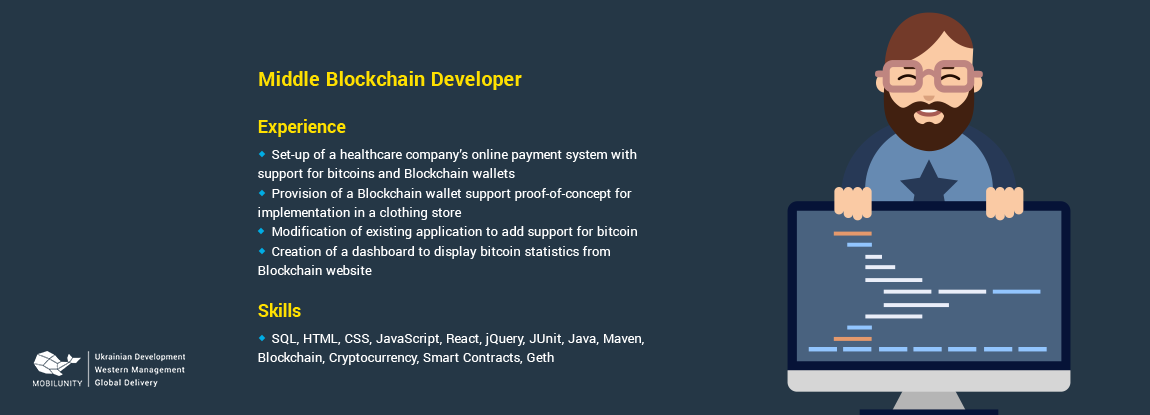 Middle Blockchain Developer
Experience
◆ Set-up of a healthcare company's online payment system with
support for bitcoins and Blockchain wallets
◆ Provision of a Blockchain wallet support proof-of-concept for
implementation in a clothing store
◆ Modification of existing application to add support for bitcoin
◆ Creation of a dashboard to display bitcoin statistics from
Blockchain website
Skills
◆ SQL, HTML, CSS, JavaScript, React, jQuery, JUnit, Java, Maven,
Blockchain, Cryptocurrency, Smart Contracts, Geth
MOBILUNITY
Ukrainian Development
Western Management
Global Delivery